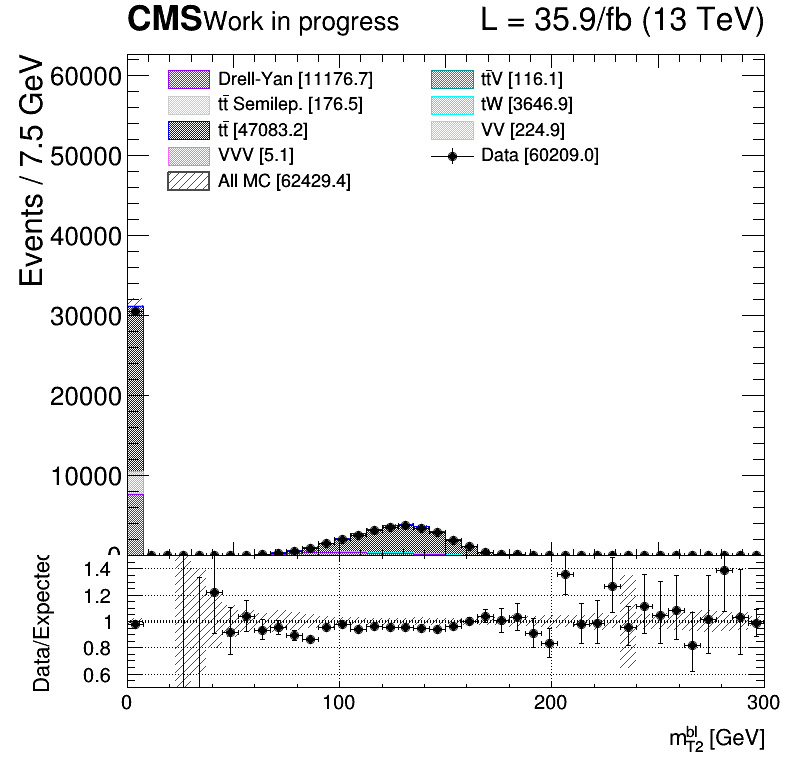 CMS Work in progress L = 35.9/fb (13 TeV)
Events / 7.5 GeV
60000
50000
40000
30000
20000
10000
0
Drell-Yan [11176.7]
tt̄ Semilep. [176.5]
tt̄ [47083.2]
VVV [5.1]
All MC [62429.4]
tt̄V [116.1]
tW [3646.9]
VV [224.9]
Data [60209.0]
Data/Expected
1.4
1.2
1
0.8
0.6
0 100 200 300
m_{T2}^{bl} [GeV]